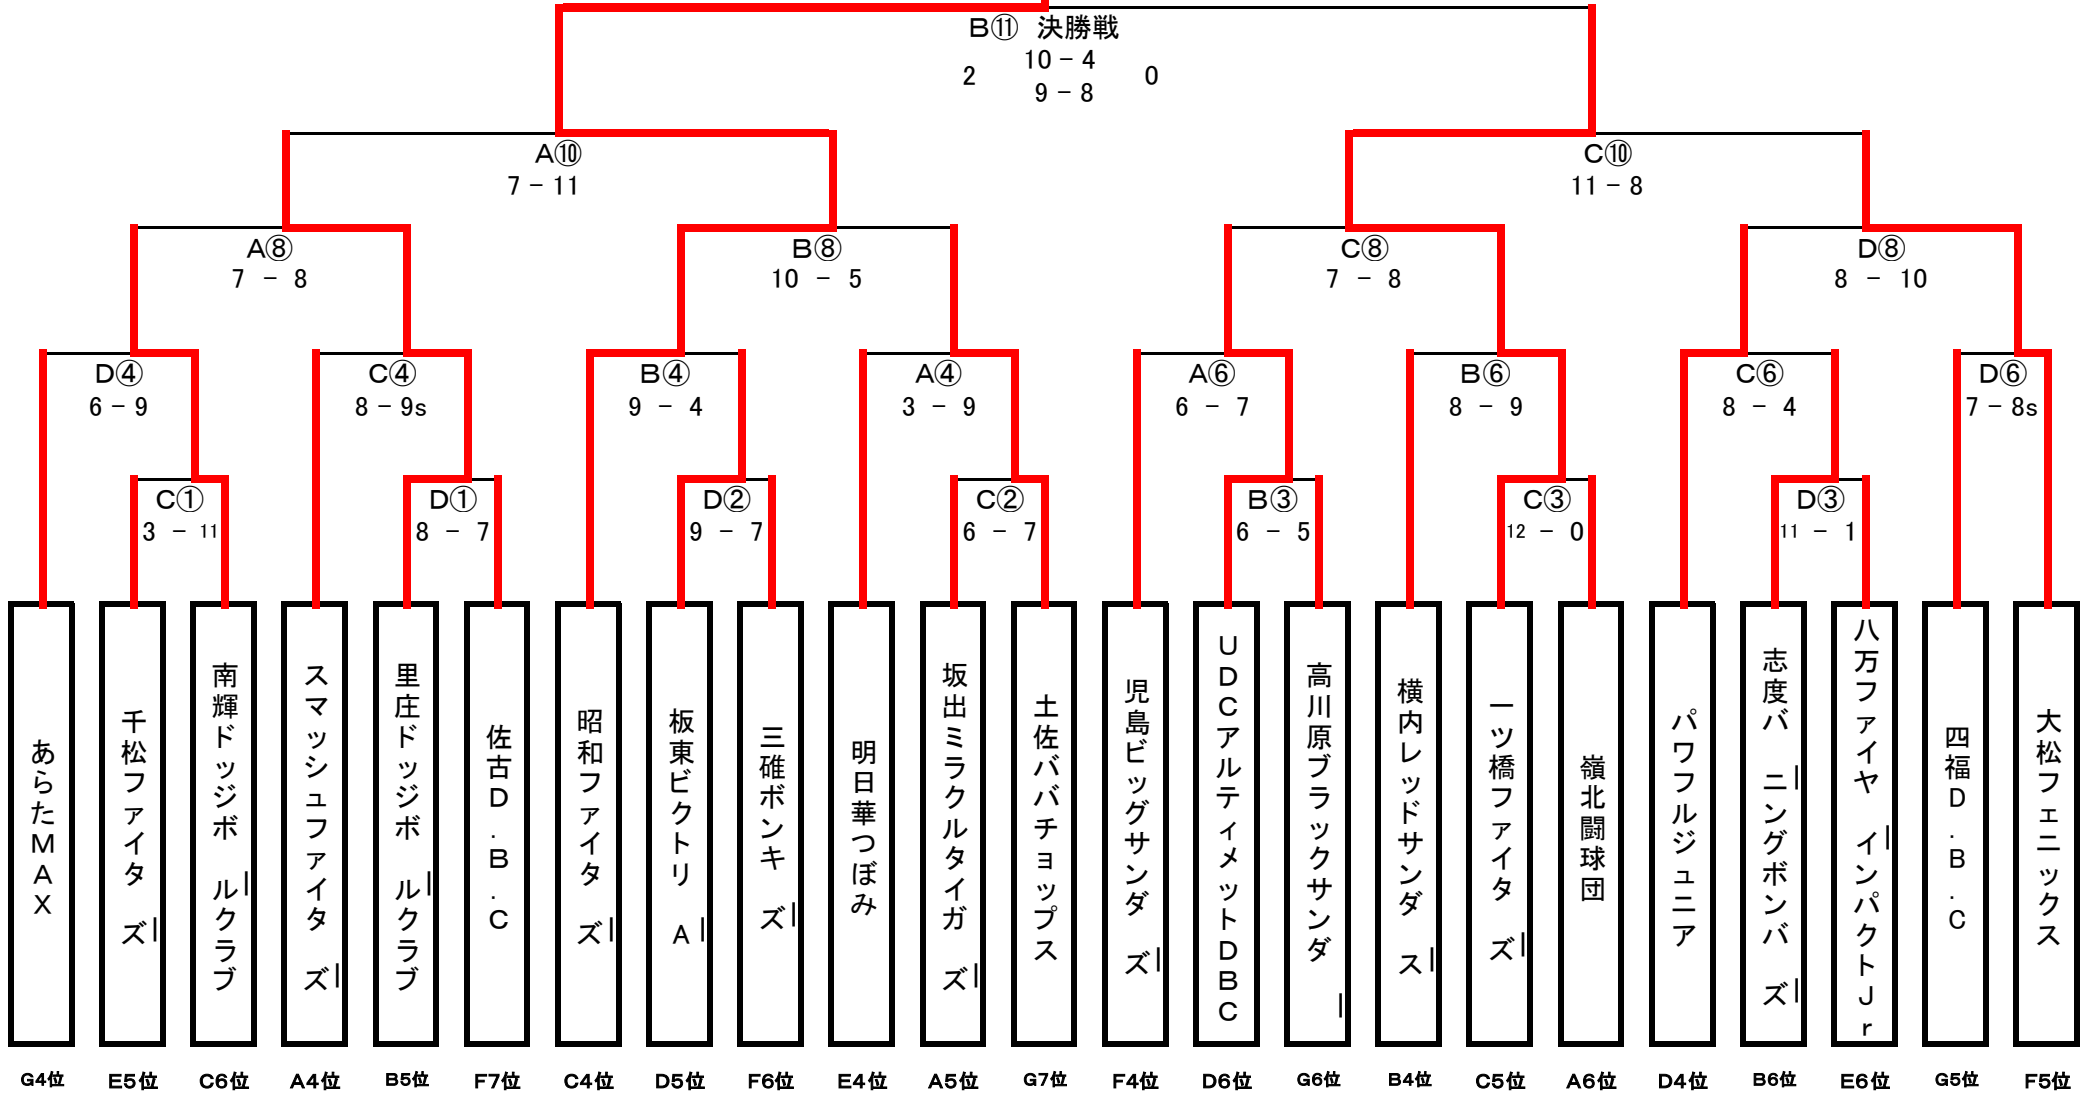 B⑪ 決勝戦
10 − 4
2 0
9 − 8
A⑩ C⑩
7 − 11 11 − 8
A⑧ B⑧ C⑧ D⑧
7 − 8 10 − 5 7 − 8 8 − 10
D④ C④ B④ A④ A⑥ B⑥ C⑥ D⑥
6 − 9 8 − 9s 9 − 4 3 − 9 6 − 7 8 − 9 8 − 4 7 − 8s
C① D① D② C② B③ C③ D③
3 − 11 8 − 7 9 − 7 6 − 7 6 − 5 12 − 0 11 − 1
あらたMAX
千松ファイターズ
南輝ドッジボールクラブ
スマッシュファイターズ
里庄ドッジボールクラブ
佐古D.B.C
昭和ファイターズ
板東ビクトリーA
三碓ボンキーズ
明日華つぼみ
坂出ミラクルタイガーズ
土佐ババチョップス
児島ビッグサンダーズ
UDCアルティメットDBC
高川原ブラックサンダー
横内レッドサンダース
一ツ橋ファイターズ
嶺北闘球団
パワフルジュニア
志度バーニングボンバーズ
八万ファイヤーインパクトJr
四福D.B.C
大松フェニックス
G4位 E5位 C6位 A4位 B5位 F7位 C4位 D5位 F6位 E4位 A5位 G7位 F4位 D6位 G6位 B4位 C5位 A6位 D4位 B6位 E6位 G5位 F5位